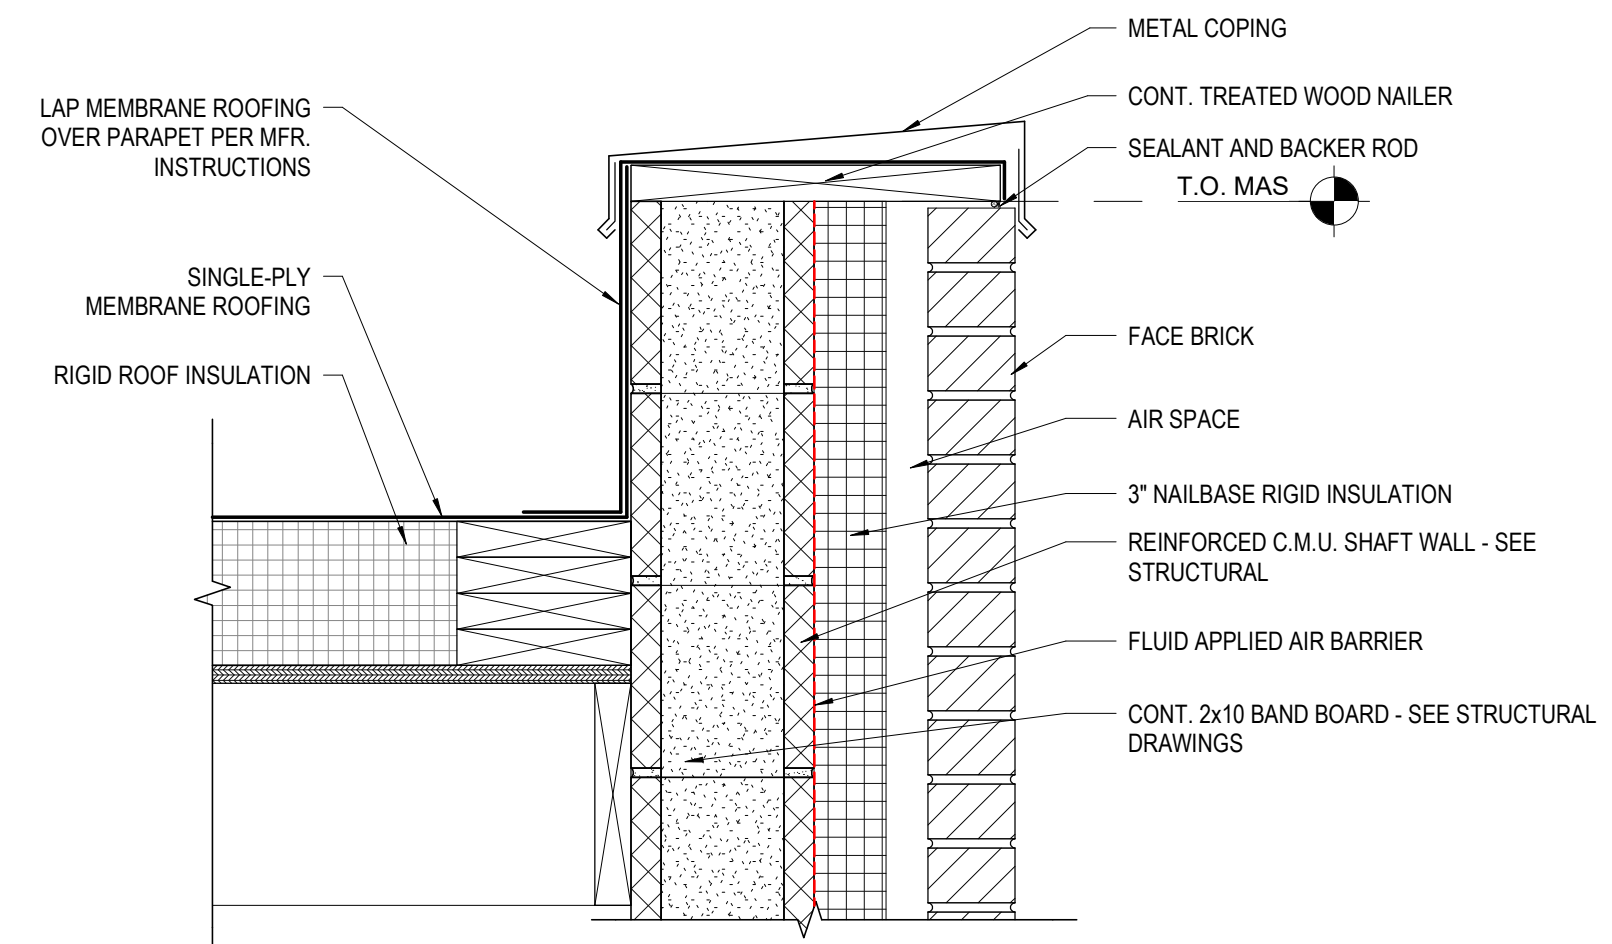 METAL COPING
CONT. TREATED WOOD NAILER
SEALANT AND BACKER ROD
T.O. MAS
LAP MEMBRANE ROOFING
OVER PARAPET PER MFR.
INSTRUCTIONS
SINGLE-PLY
MEMBRANE ROOFING
RIGID ROOF INSULATION
FACE BRICK
AIR SPACE
3" NAILBASE RIGID INSULATION
REINFORCED C.M.U. SHAFT WALL - SEE
STRUCTURAL
FLUID APPLIED AIR BARRIER
CONT. 2x10 BAND BOARD - SEE STRUCTURAL
DRAWINGS